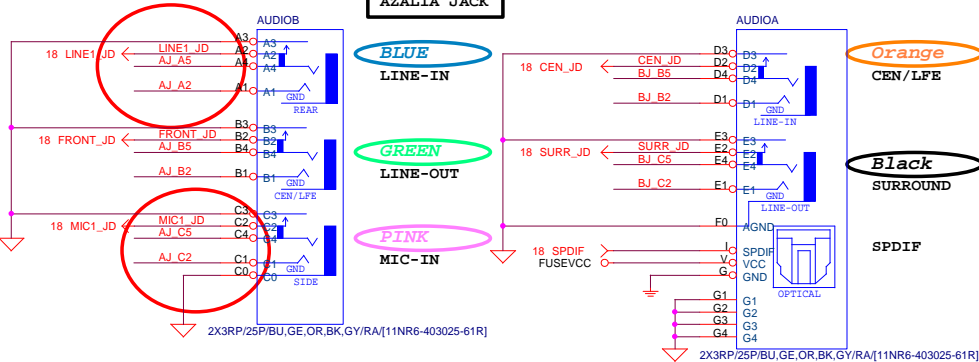 AZALIA JACK
AUDIOB
A3 A3
18 LINE1_JD LINE1_JD A2 A2
AJ_A5 A4 A4
AJ_A2 A1 A1
GND
REAR
BLUE
LINE-IN
B3 B3
18 FRONT_JD FRONT_JD B2 B2
AJ_B5 B4 B4
AJ_B2 B1 B1
GND
CEN/LFE
GREEN
LINE-OUT
C3 C3
18 MIC1_JD MIC1_JD C2 C2
AJ_C5 C4 C4
AJ_C2 C1 C1
GND
C0 C0
SIDE
PINK
MIC-IN
2X3RP/25P/BU,GE,OR,BK,GY/RA/[11NR6-403025-61R]
AUDIOA
D3 D3
18 CEN_JD CEN_JD D2 D2
BJ_B5 D4 D4
BJ_B2 D1 D1
GND
LINE-IN
Orange
CEN/LFE
E3 E3
18 SURR_JD SURR_JD E2 E2
BJ_C5 E4 E4
BJ_C2 E1 E1
GND
LINE-OUT
Black
SURROUND
F0 AGND
18 SPDIF I SPDIF
FUSEVCC V VCC
G GND
OPTICAL
SPDIF
G1 G1
G2 G2
G3 G3
G4 G4
2X3RP/25P/BU,GE,OR,BK,GY/RA/[11NR6-403025-61R]